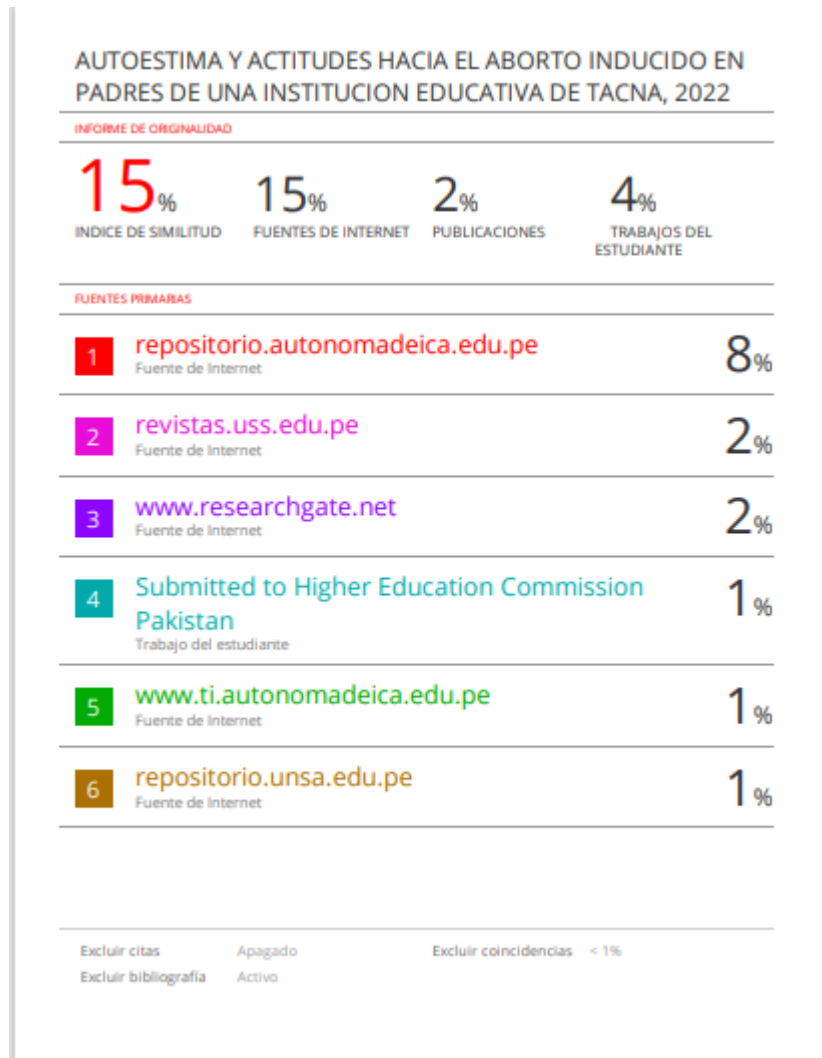 AUTOESTIMA Y ACTITUDES HACIA EL ABORTO INDUCIDO EN
PADRES DE UNA INSTITUCION EDUCATIVA DE TACNA, 2022
INFORME DE ORIGINALIDAD
15% 15% 2% 4%
INDICE DE SIMILITUD FUENTES DE INTERNET PUBLICACIONES TRABAJOS DEL
ESTUDIANTE
FUENTES PRIMARIAS
1 repositorio.autonomadeica.edu.pe 8%
Fuente de Internet
2 revistas.uss.edu.pe 2%
Fuente de Internet
3 www.researchgate.net 2%
Fuente de Internet
4 Submitted to Higher Education Commission 1%
Pakistan
Trabajo del estudiante
5 www.ti.autonomadeica.edu.pe 1%
Fuente de Internet
6 repositorio.unsa.edu.pe 1%
Fuente de Internet
Excluir citas Apagado Excluir coincidencias < 1%
Excluir bibliografía Activo